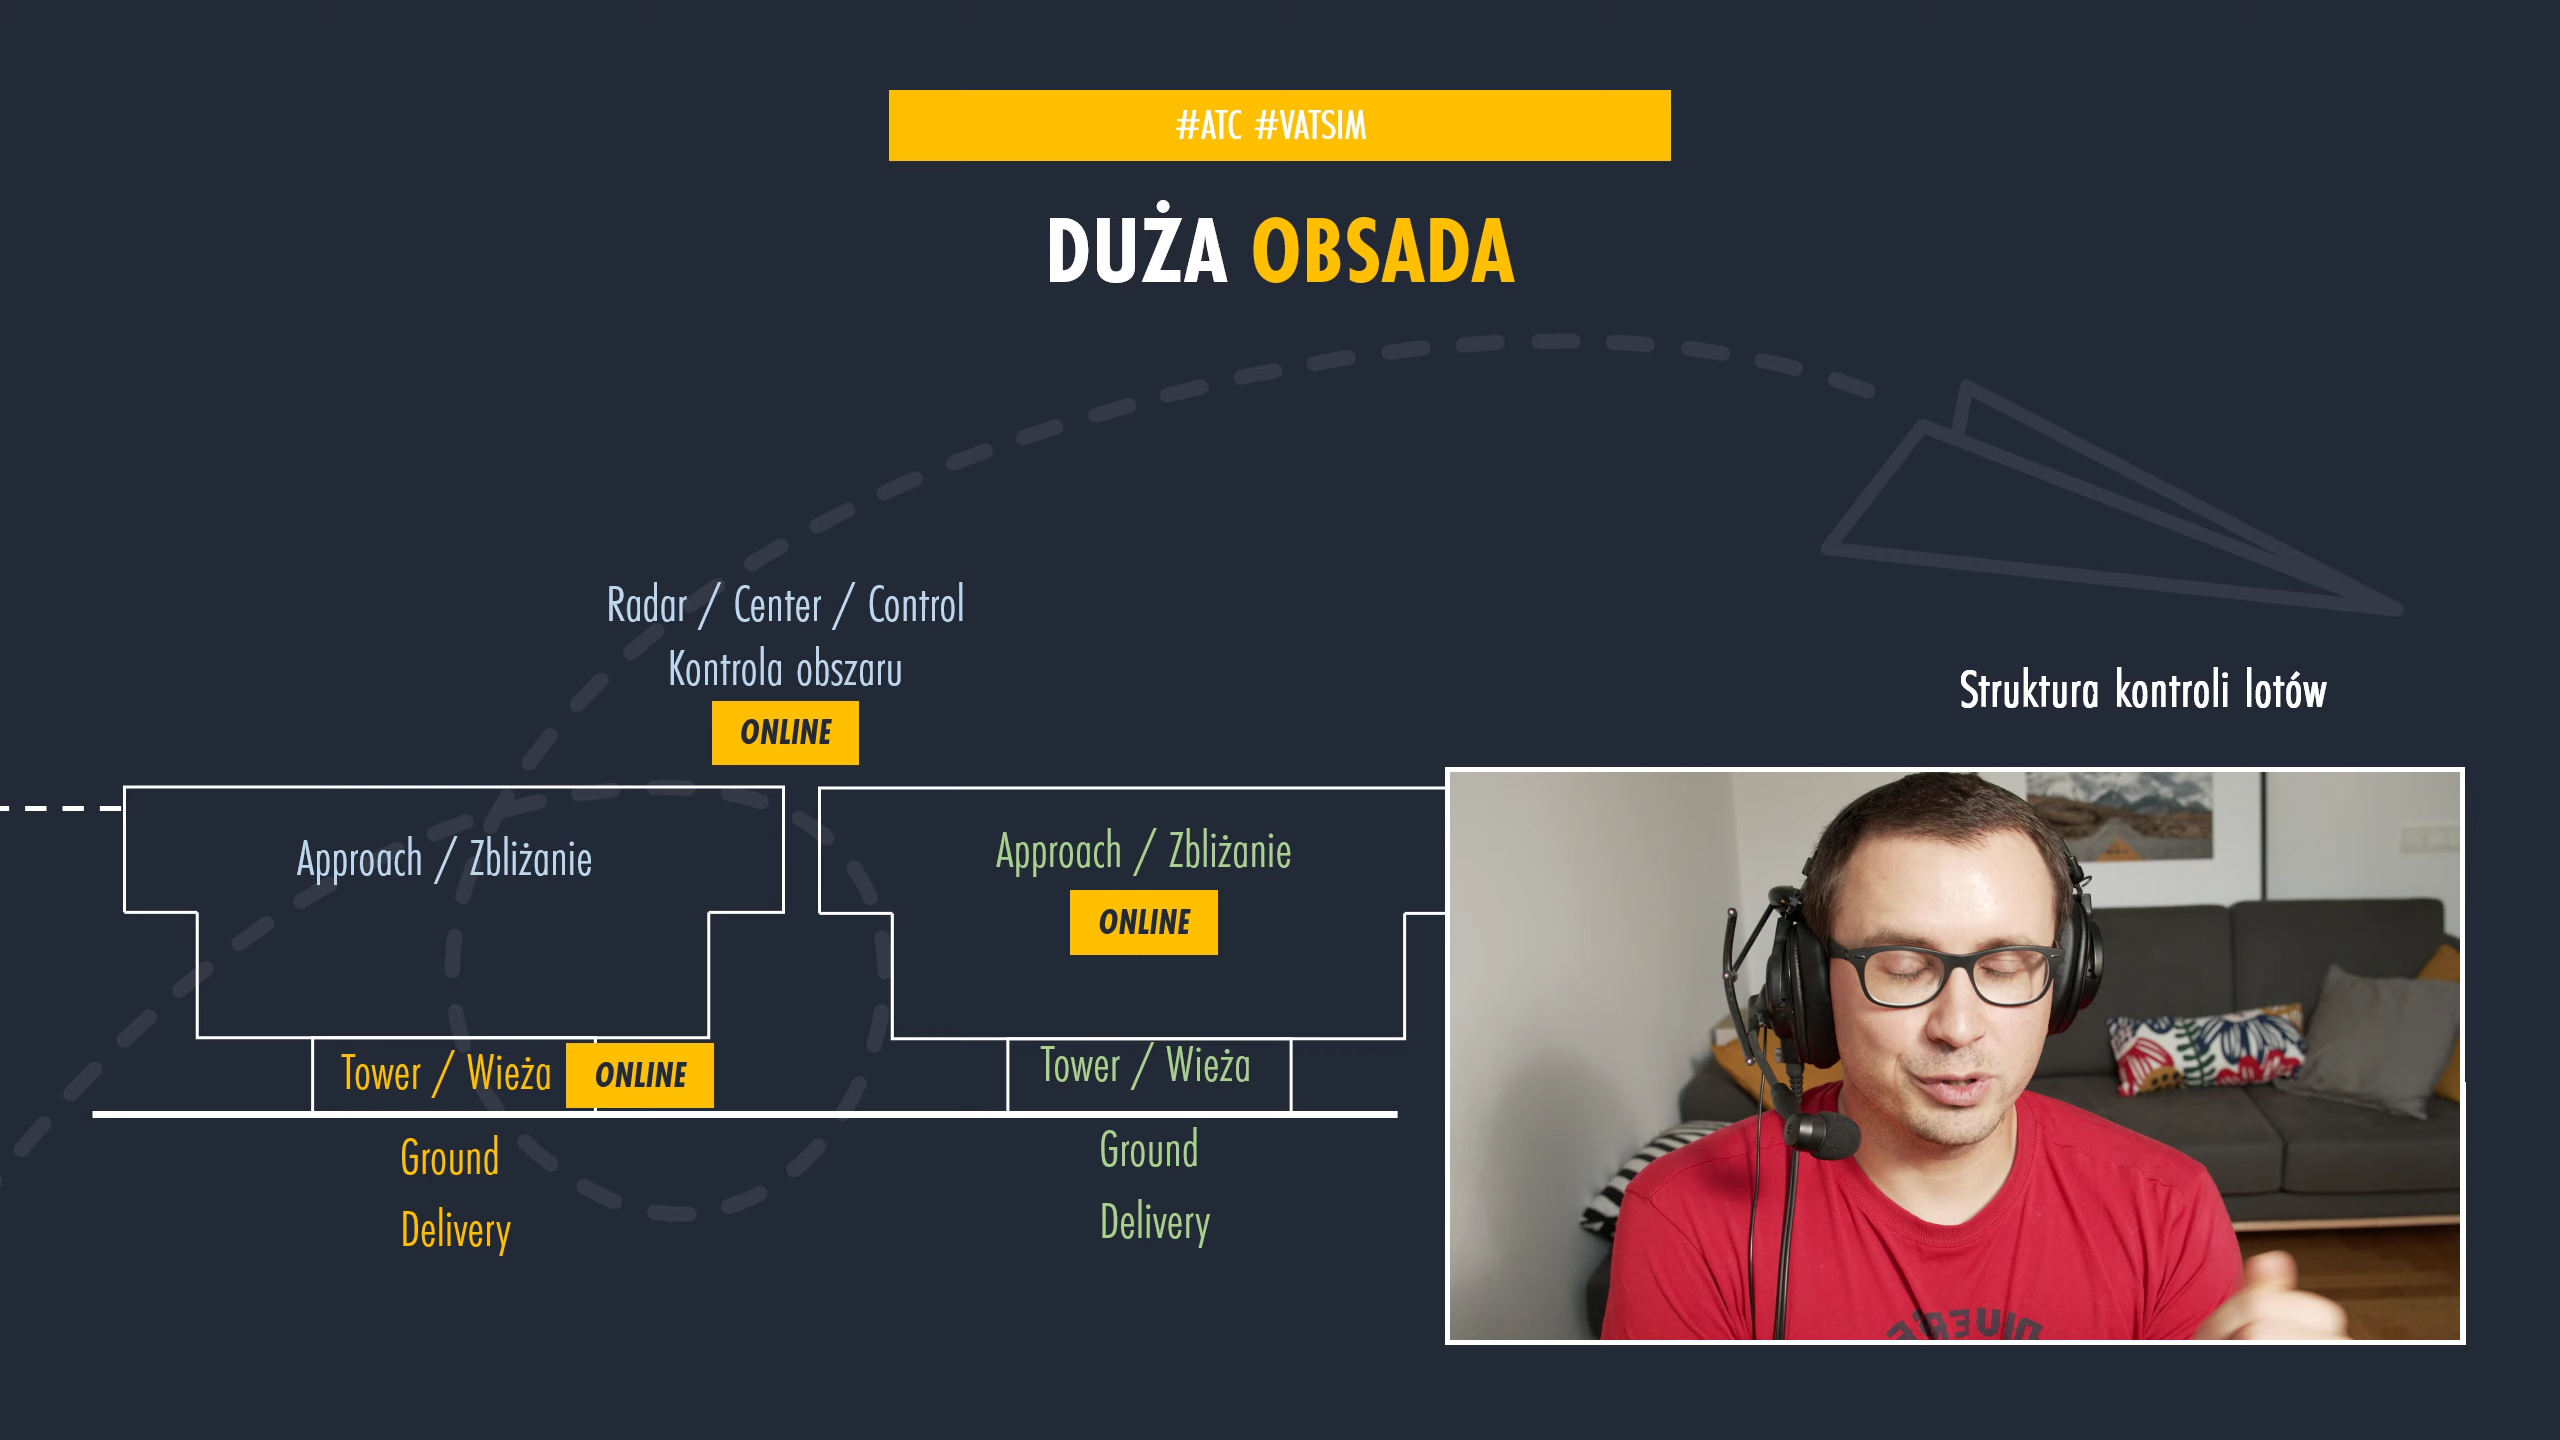 #ATC #VATSIM
DUŻA OBSADA
Radar / Center / Control
Kontrola obszaru
ONLINE
Struktura kontroli lotów
Approach / Zbliżanie
Approach / Zbliżanie
ONLINE
Tower / Wieża
ONLINE
Tower / Wieża
Ground
Ground
Delivery
Delivery